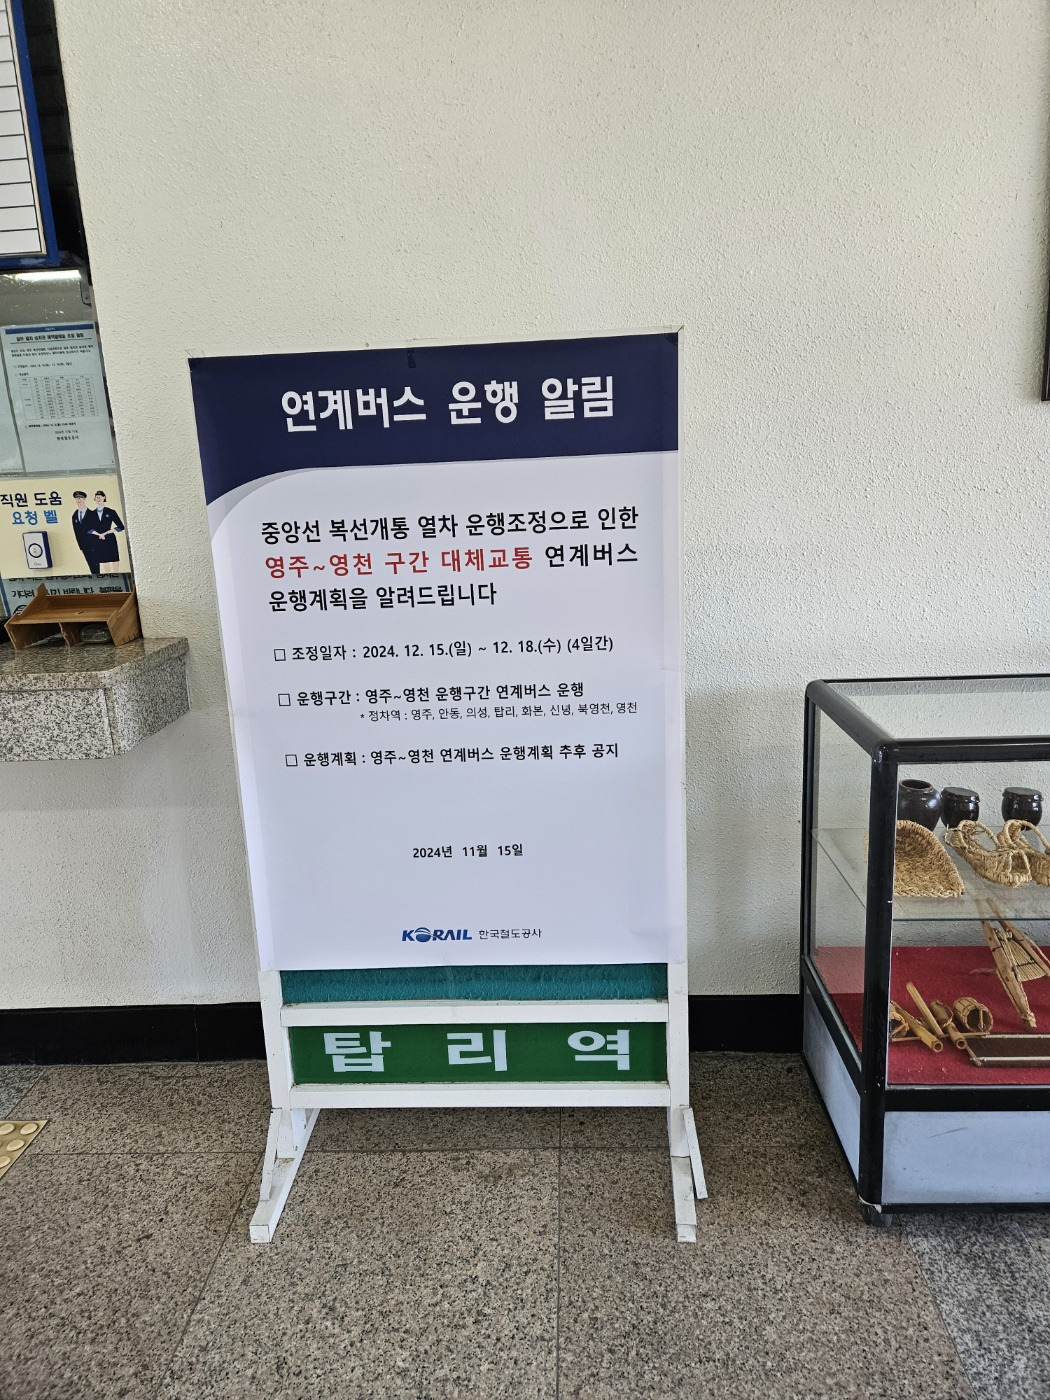 연계버스 운행 알림
중앙선 복선개통 열차 운행조정으로 인한
영주~영천 구간 대체교통 연계버스
운행계획을 알려드립니다
□ 조정일자 : 2024. 12. 15.(일) ~ 12. 18.(수) (4일간)
□ 운행구간 : 영주~영천 운행구간 연계버스 운행
* 정차역 : 영주, 안동, 의성, 탑리, 화본, 신녕, 북영천, 영천
□ 운행계획 : 영주~영천 연계버스 운행계획 추후 공지
2024년 11월 15일
KORAIL 한국철도공사
탑 리 역
직원 도움
요청 벨